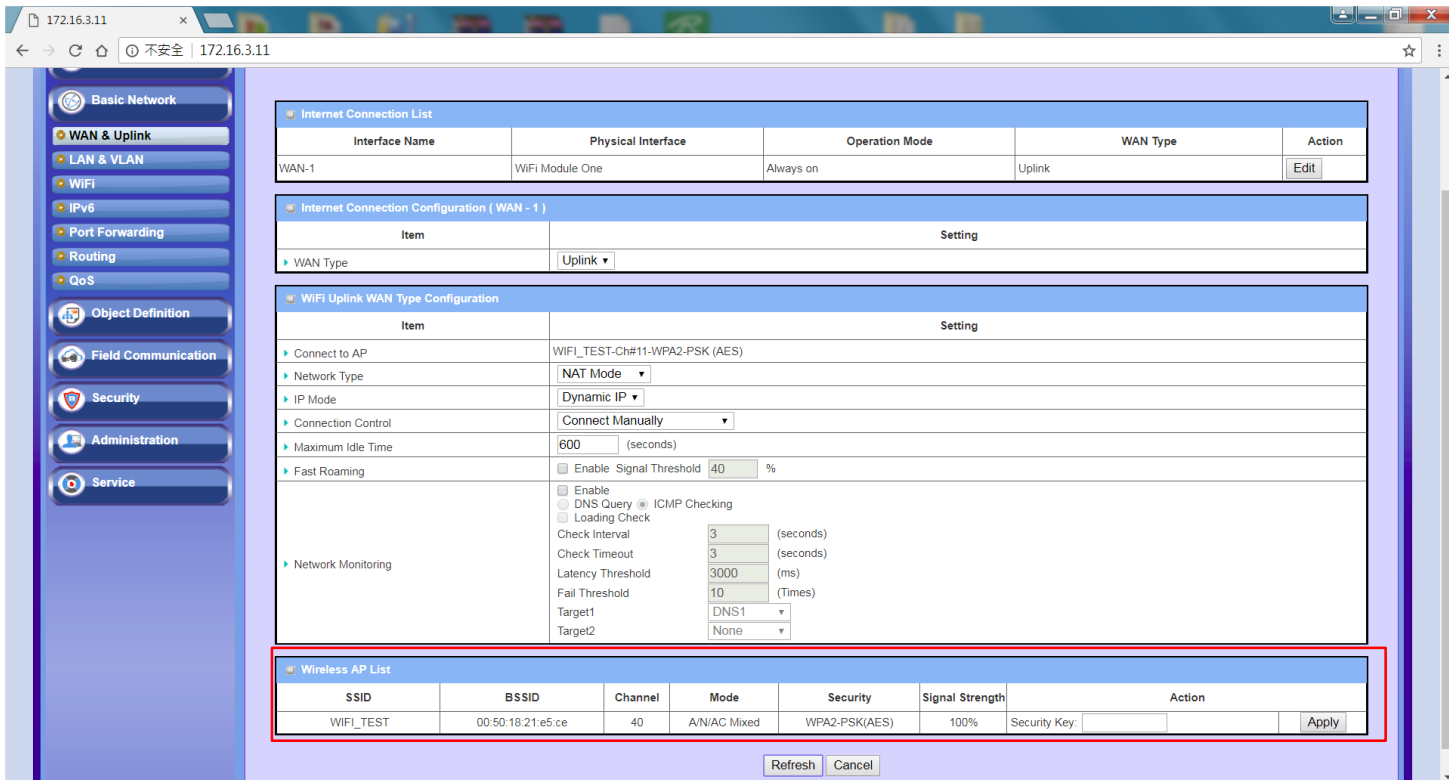 172.16.3.11 ×
不安全 | 172.16.3.11
Basic Network
WAN & Uplink
LAN & VLAN
WiFi
IPv6
Port Forwarding
Routing
QoS
Object Definition
Field Communication
Security
Administration
Service
Internet Connection List
Interface Name Physical Interface Operation Mode WAN Type Action
WAN-1 WiFi Module One Always on Uplink Edit
Internet Connection Configuration ( WAN - 1 )
Item Setting
WAN Type Uplink
WiFi Uplink WAN Type Configuration
Item Setting
Connect to AP WIFI_TEST-Ch#11-WPA2-PSK (AES)
Network Type NAT Mode
IP Mode Dynamic IP
Connection Control Connect Manually
Maximum Idle Time 600 (seconds)
Fast Roaming Enable Signal Threshold 40 %
Network Monitoring
Enable
DNS Query ICMP Checking
Loading Check
Check Interval 3 (seconds)
Check Timeout 3 (seconds)
Latency Threshold 3000 (ms)
Fail Threshold 10 (Times)
Target1 DNS1
Target2 None
Wireless AP List
SSID BSSID Channel Mode Security Signal Strength Action
WIFI_TEST 00:50:18:21:e5:ce 40 A/N/AC Mixed WPA2-PSK(AES) 100% Security Key: Apply
Refresh Cancel